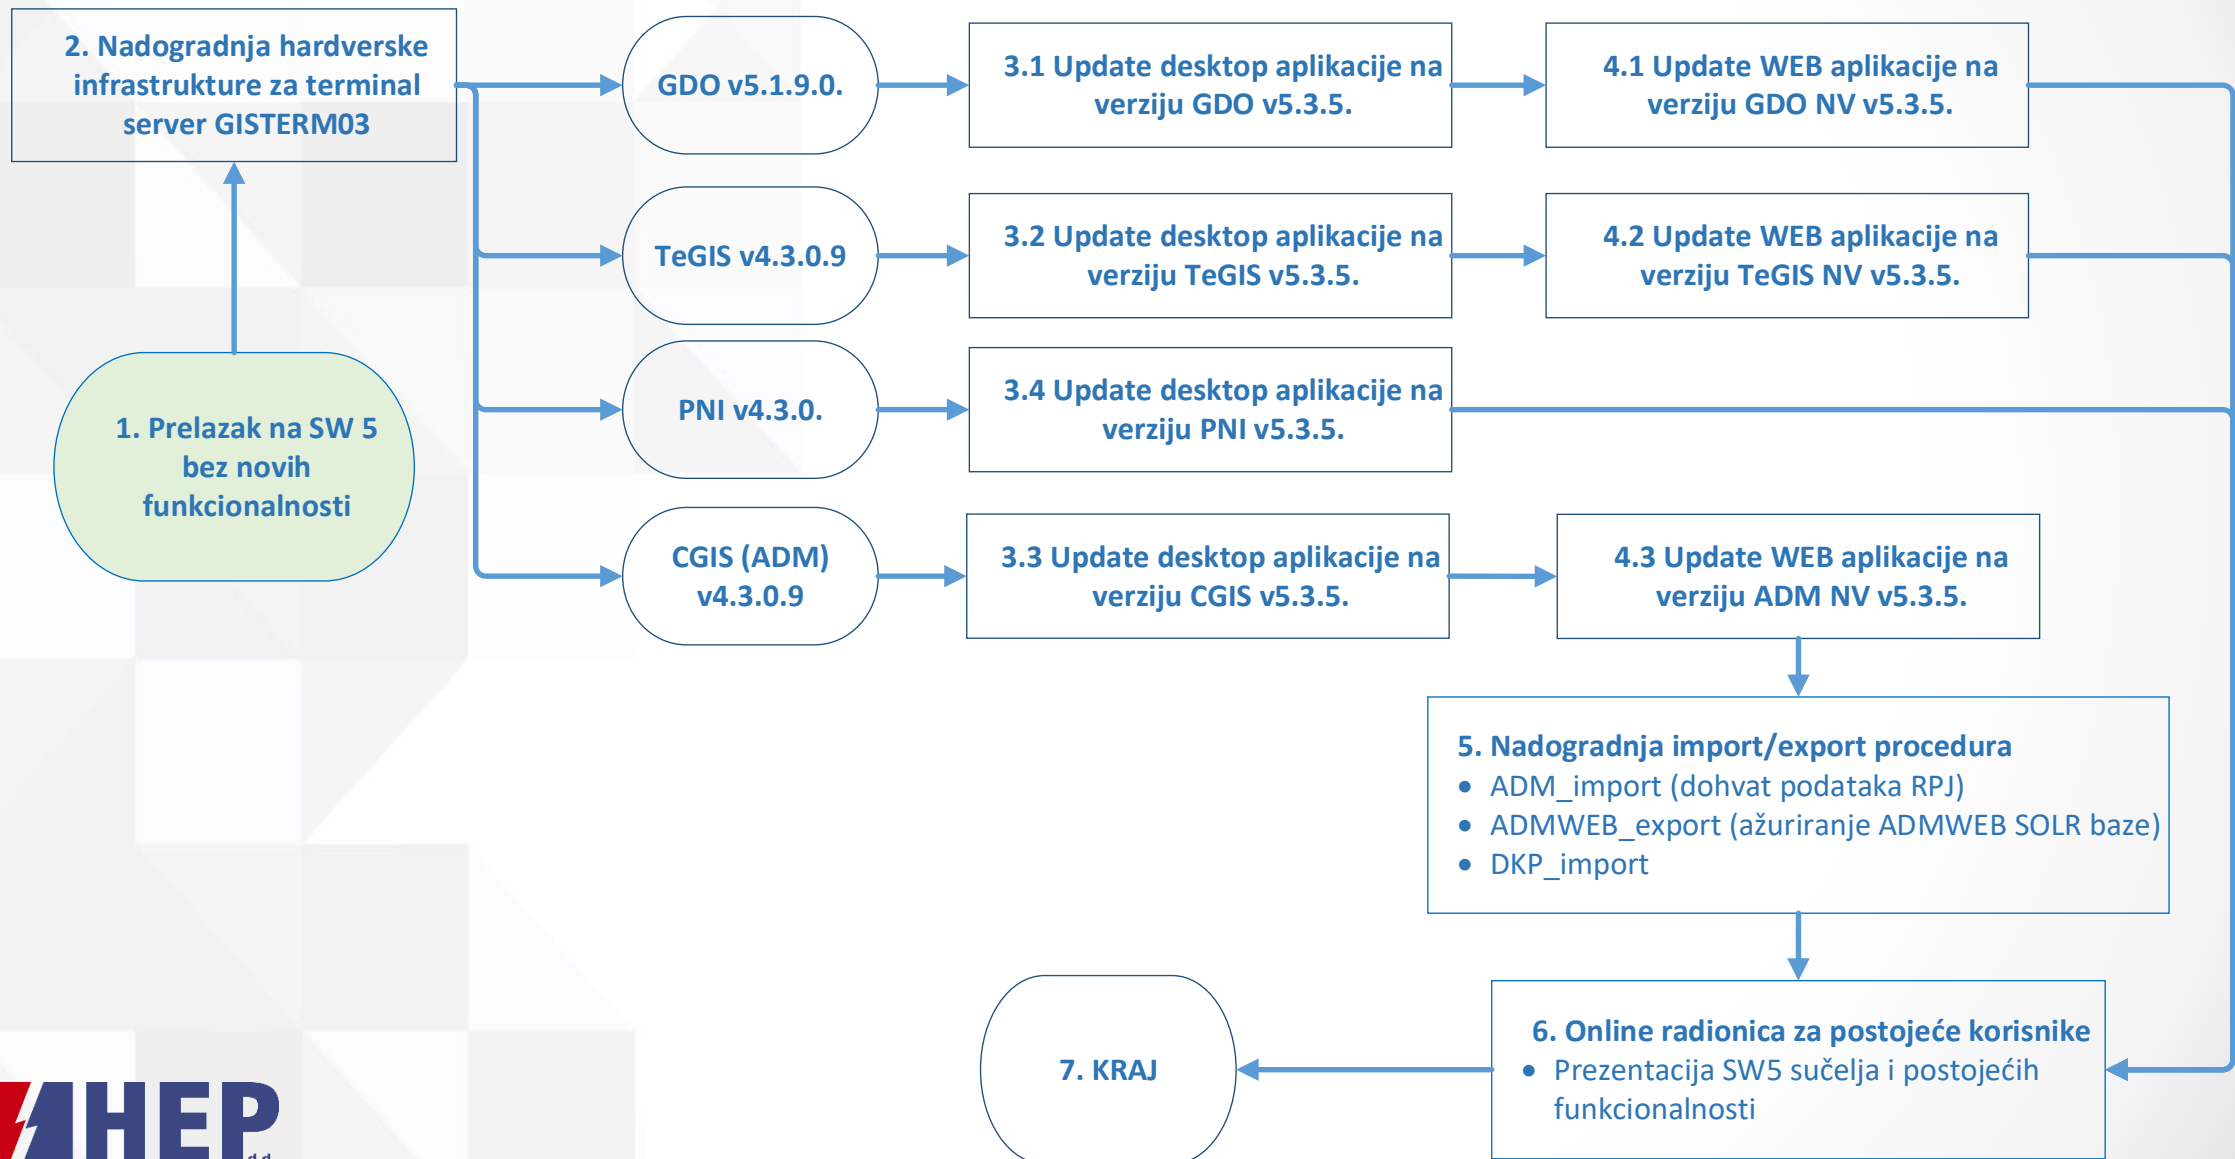 2. Nadogradnja hardverske
infrastrukture za terminal
server GISTERM03
GDO v5.1.9.0.
3.1 Update desktop aplikacije na
verziju GDO v5.3.5.
4.1 Update WEB aplikacije na
verziju GDO NV v5.3.5.
TeGIS v4.3.0.9
3.2 Update desktop aplikacije na
verziju TeGIS v5.3.5.
4.2 Update WEB aplikacije na
verziju TeGIS NV v5.3.5.
1. Prelazak na SW 5
bez novih
funkcionalnosti
PNI v4.3.0.
3.4 Update desktop aplikacije na
verziju PNI v5.3.5.
CGIS (ADM)
v4.3.0.9
3.3 Update desktop aplikacije na
verziju CGIS v5.3.5.
4.3 Update WEB aplikacije na
verziju ADM NV v5.3.5.
5. Nadogradnja import/export procedura
• ADM_import (dohvat podataka RPJ)
• ADMWEB_export (ažuriranje ADMWEB SOLR baze)
• DKP_import
6. Online radionica za postojeće korisnike
• Prezentacija SW5 sučelja i postojećih
funkcionalnosti
7. KRAJ
HEP